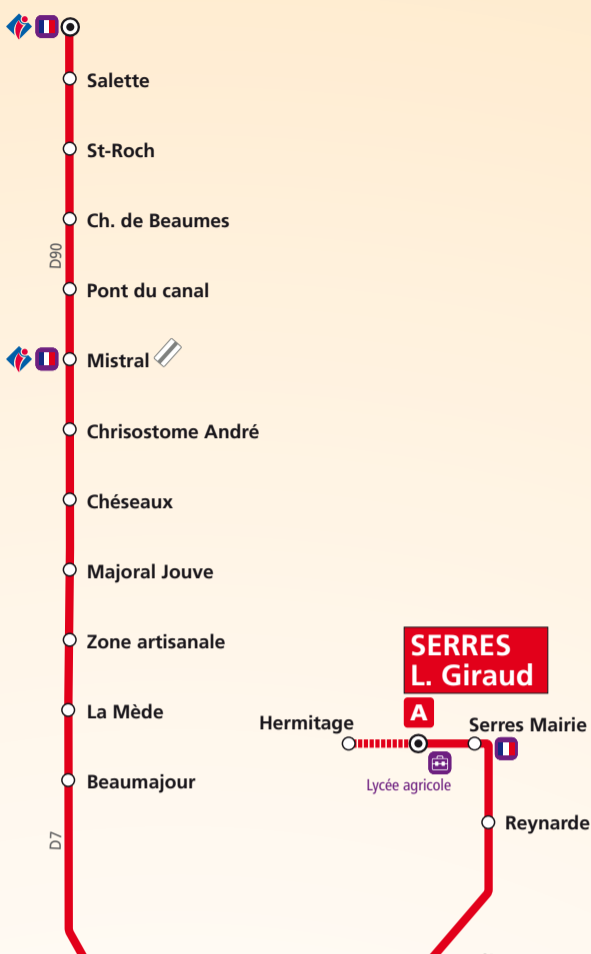 Salette
St-Roch
Ch. de Beaumes
D90
Pont du canal
Mistral
Chrisostome André
Chéseaux
Majoral Jouve
Zone artisanale
La Mède
Beaumajour
D7
SERRES
L. Giraud
A
Hermitage
Serres Mairie
Lycée agricole
Reynarde